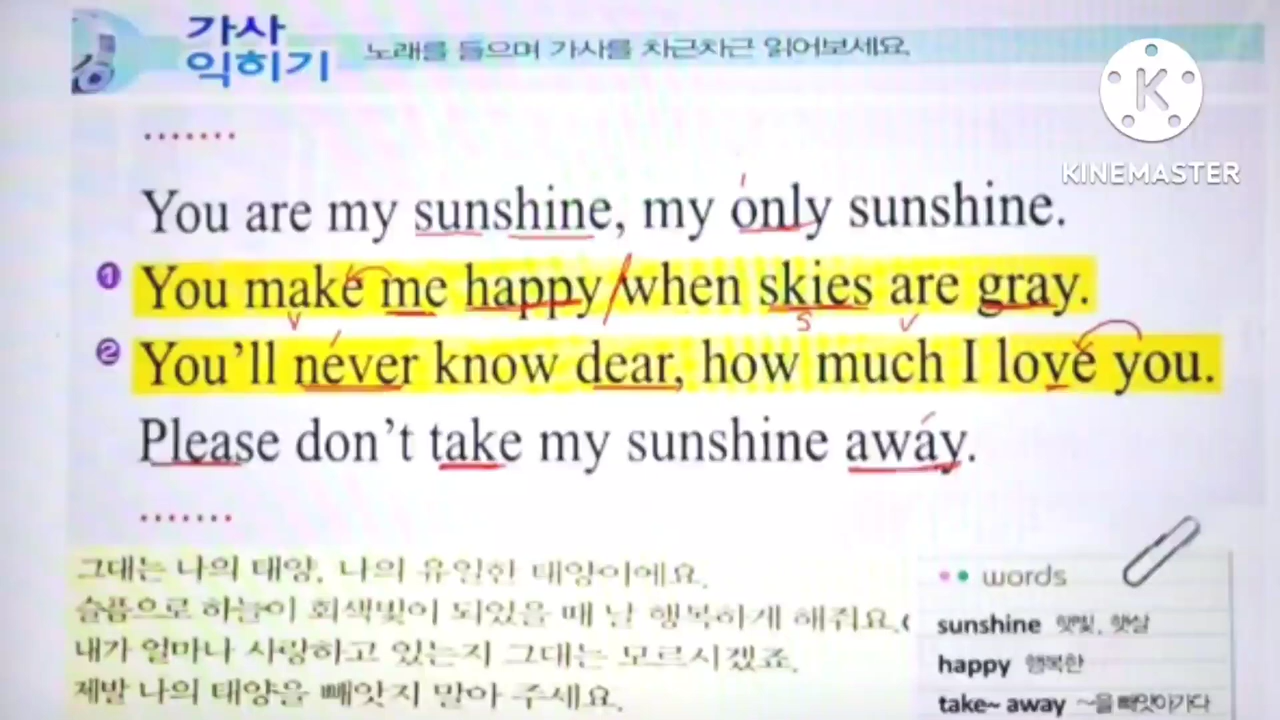 가사
익히기
노래를 들으며 가사를 차근차근 읽어보세요.
K
KINEMASTER
You are my sunshine, my only sunshine.
1 You make me happy when skies are gray.
s
2 You'll never know dear, how much I love you.
Please don't take my sunshine away.
그대는 나의 태양, 나의 유일한 태양이에요.
슬픔으로 하늘이 회색빛이 되었을 때 날 행복하게 해줘요.
내가 얼마나 사랑하고 있는지 그대는 모르시겠죠.
제발 나의 태양을 빼앗지 말아 주세요.
words
sunshine 햇빛, 햇살
happy 행복한
take~ away ~을 빼앗아가다